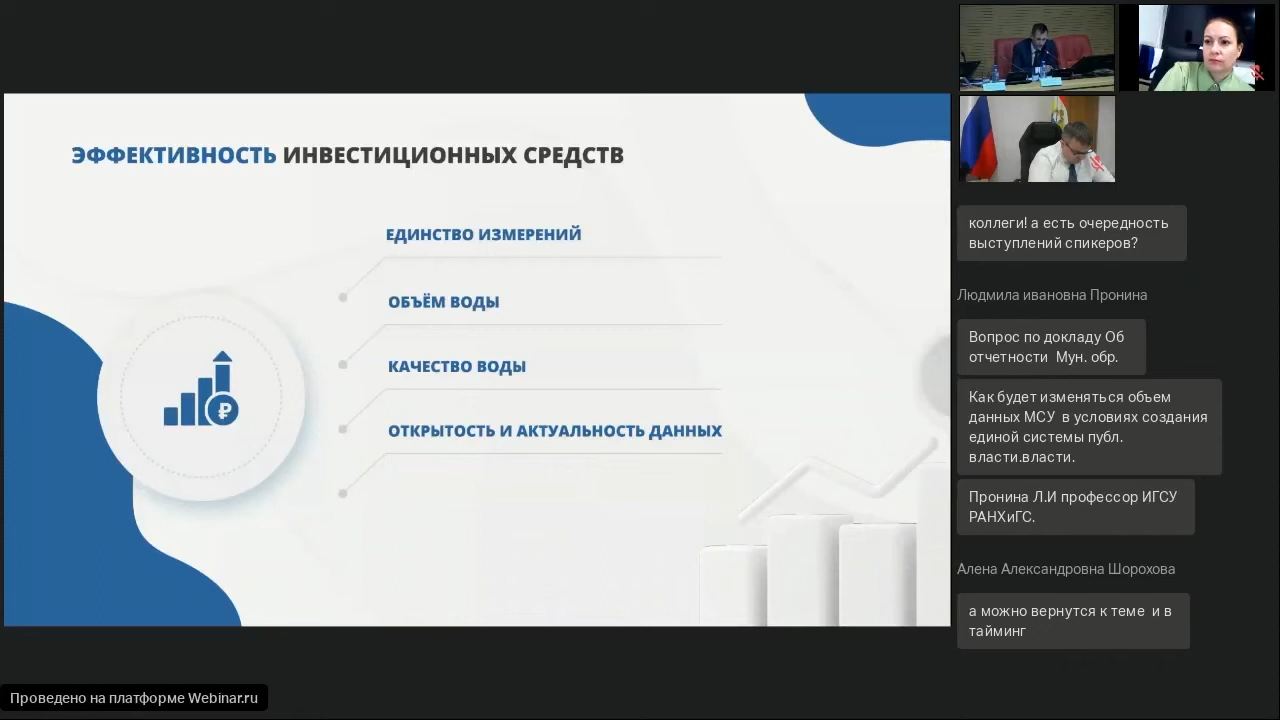 ЭФФЕКТИВНОСТЬ ИНВЕСТИЦИОННЫХ СРЕДСТВ
ЕДИНСТВО ИЗМЕРЕНИЙ
ОБЪЁМ ВОДЫ
КАЧЕСТВО ВОДЫ
ОТКРЫТОСТЬ И АКТУАЛЬНОСТЬ ДАННЫХ
₽
коллеги! а есть очередность
выступлений спикеров?
Людмила ивановна Пронина
Вопрос по докладу Об
отчетности Мун. обр.
Как будет изменяться объем
данных МСУ в условиях создания
единой системы публ.
власти.власти.
Пронина Л.И профессор ИГСУ
РАНХиГС.
Алена Александровна Шорохова
а можно вернутся к теме и в
тайминг
Проведено на платформе Webinar.ru